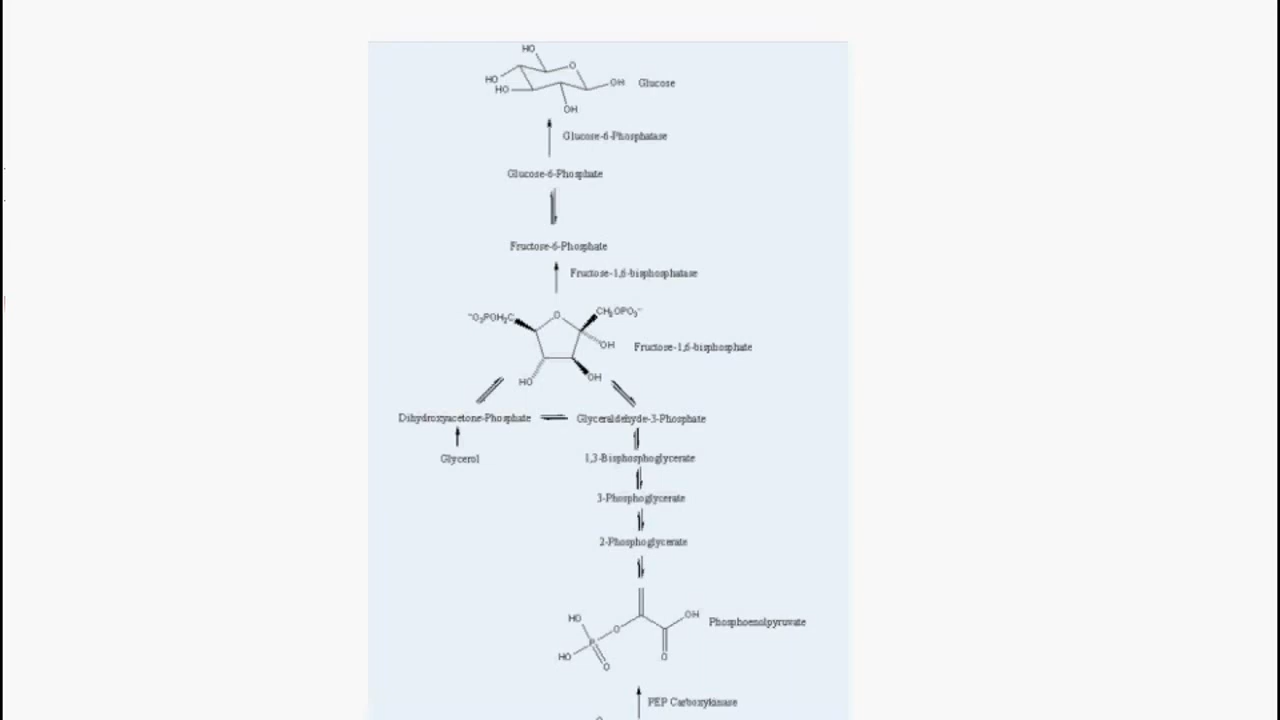 HO
O
HO
HO
OH
Glucose
OH
Glucose-6-Phosphatase
Glucose-6-Phosphate
Fructose-6-Phosphate
Fructose-1,6-bisphosphatase
⁻O₃POH₂C
O
CH₂OPO₃⁻
OH
Fructose-1,6-bisphosphate
HO
OH
Dihydroxyacetone-Phosphate
Glyceraldehyde-3-Phosphate
Glycerol
1,3-Bisphosphoglycerate
3-Phosphoglycerate
2-Phosphoglycerate
HO
O
OH
Phosphoenolpyruvate
P
HO
O
O
PEP Carboxykinase